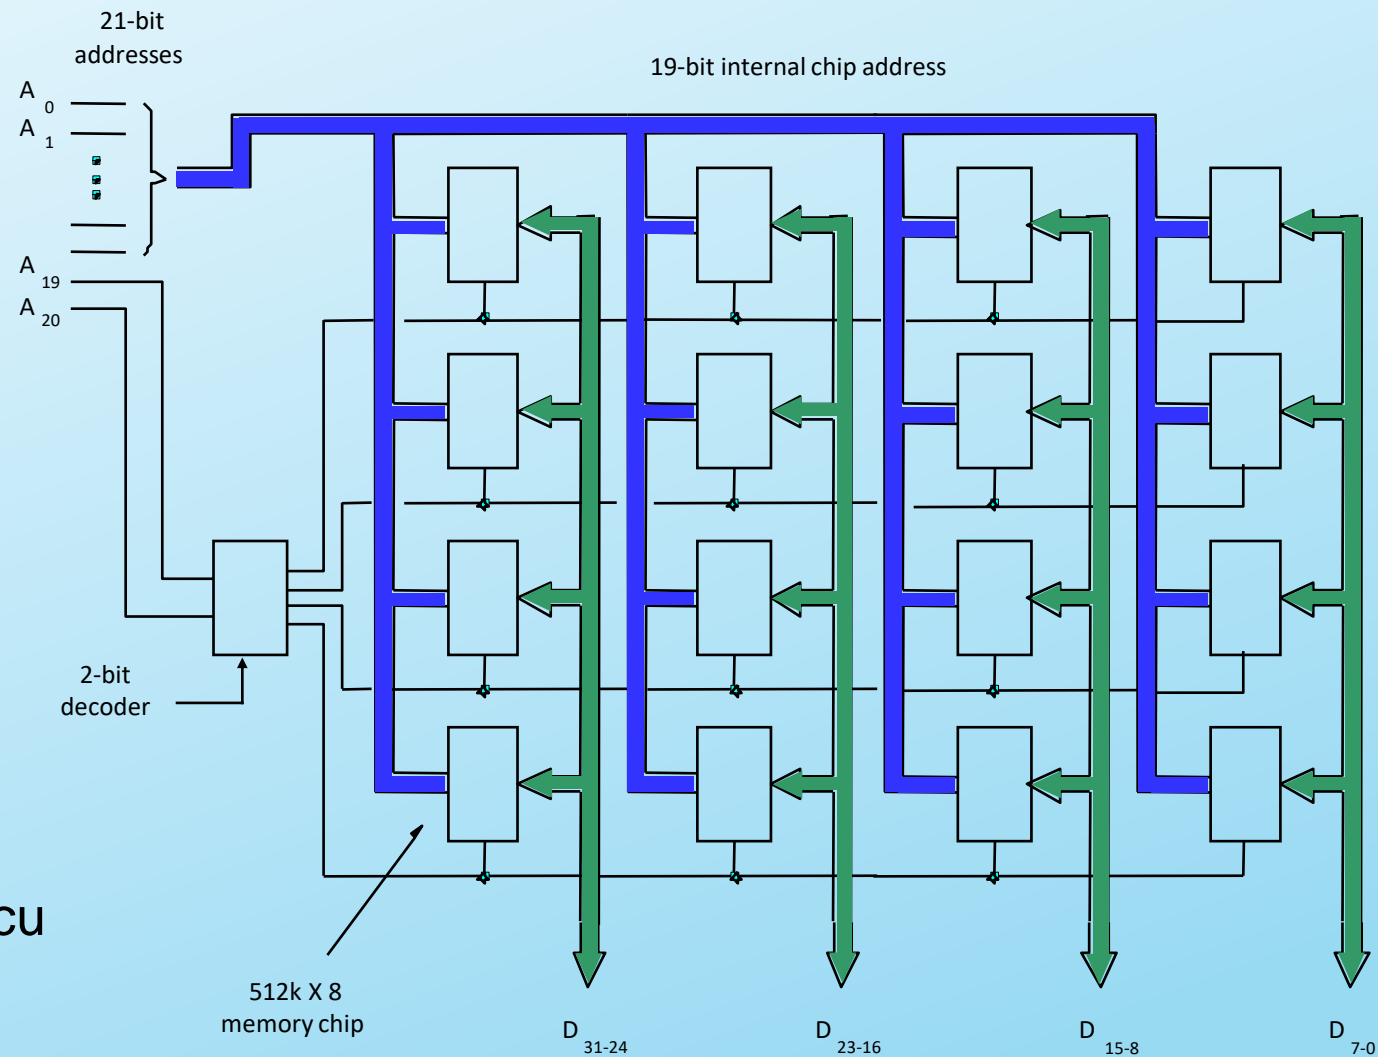 21-bit
addresses
19-bit internal chip address
A 0
A 1
A 19
A 20
2-bit
decoder
cu
512k X 8
memory chip
D 31-24
D 23-16
D 15-8
D 7-0